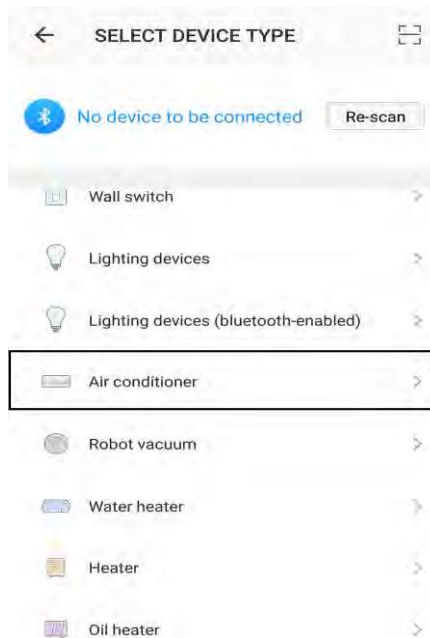 SELECT DEVICE TYPE
No device to be connected Re-scan
Wall switch
Lighting devices
Lighting devices (bluetooth-enabled)
Air conditioner
Robot vacuum
Water heater
Heater
Oil heater